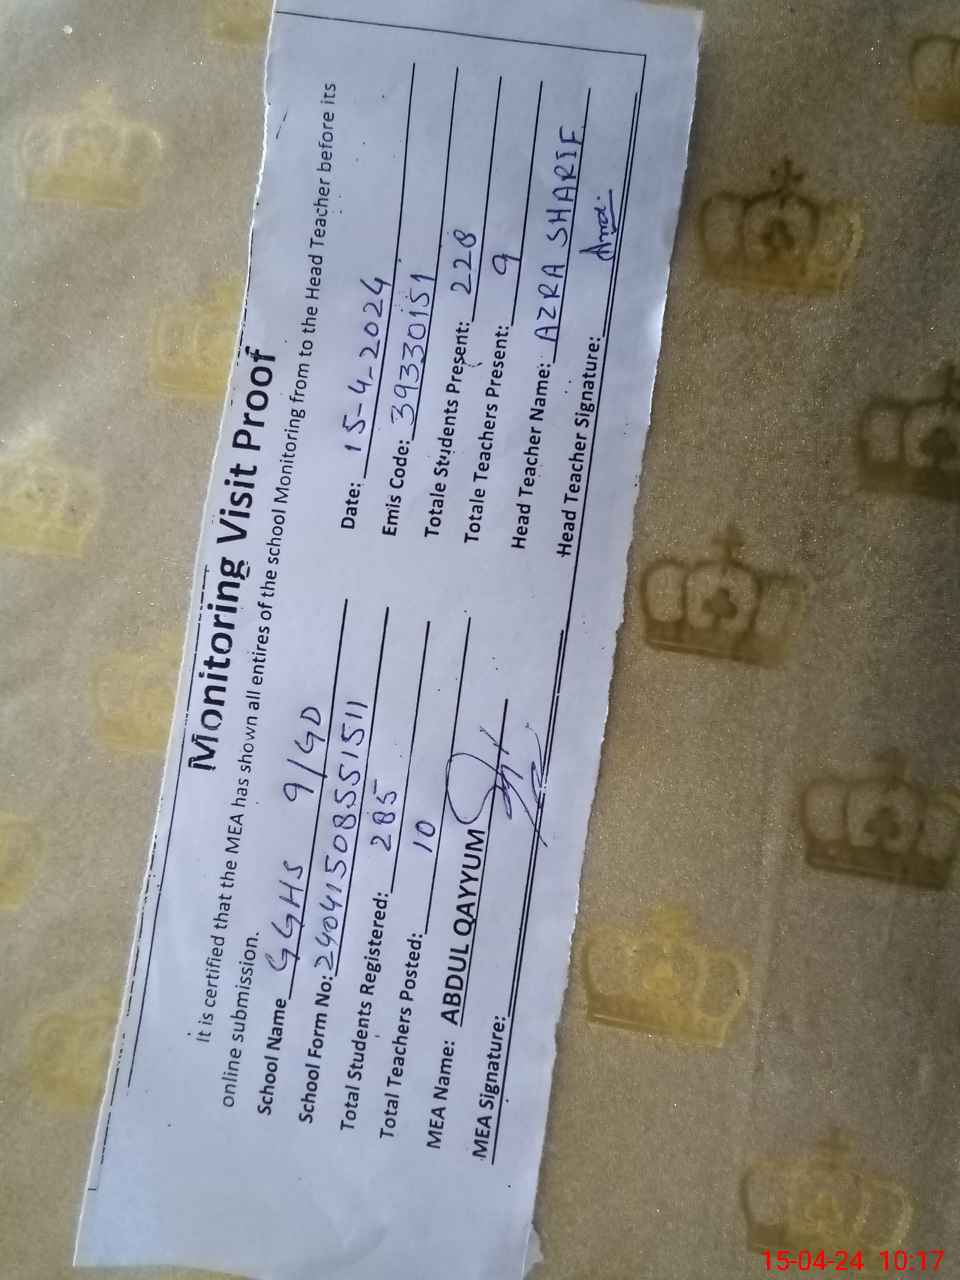 Monitoring Visit Proof
It is certified that the MEA has shown all entires of the school Monitoring from to the Head Teacher before its
online submission.
School Name GGHS 9/GD
Date: 15-4-2024
School Form No: 2404150855 1511
Emis Code: 39330151
Total Students Registered: 285
Totale Students Present: 228
Total Teachers Posted: 10
Totale Teachers Present: 9
MEA Name: ABDUL QAYYUM
Head Teacher Name: AZRA SHARIF
MEA Signature:
Head Teacher Signature:
15-04-24 10:17